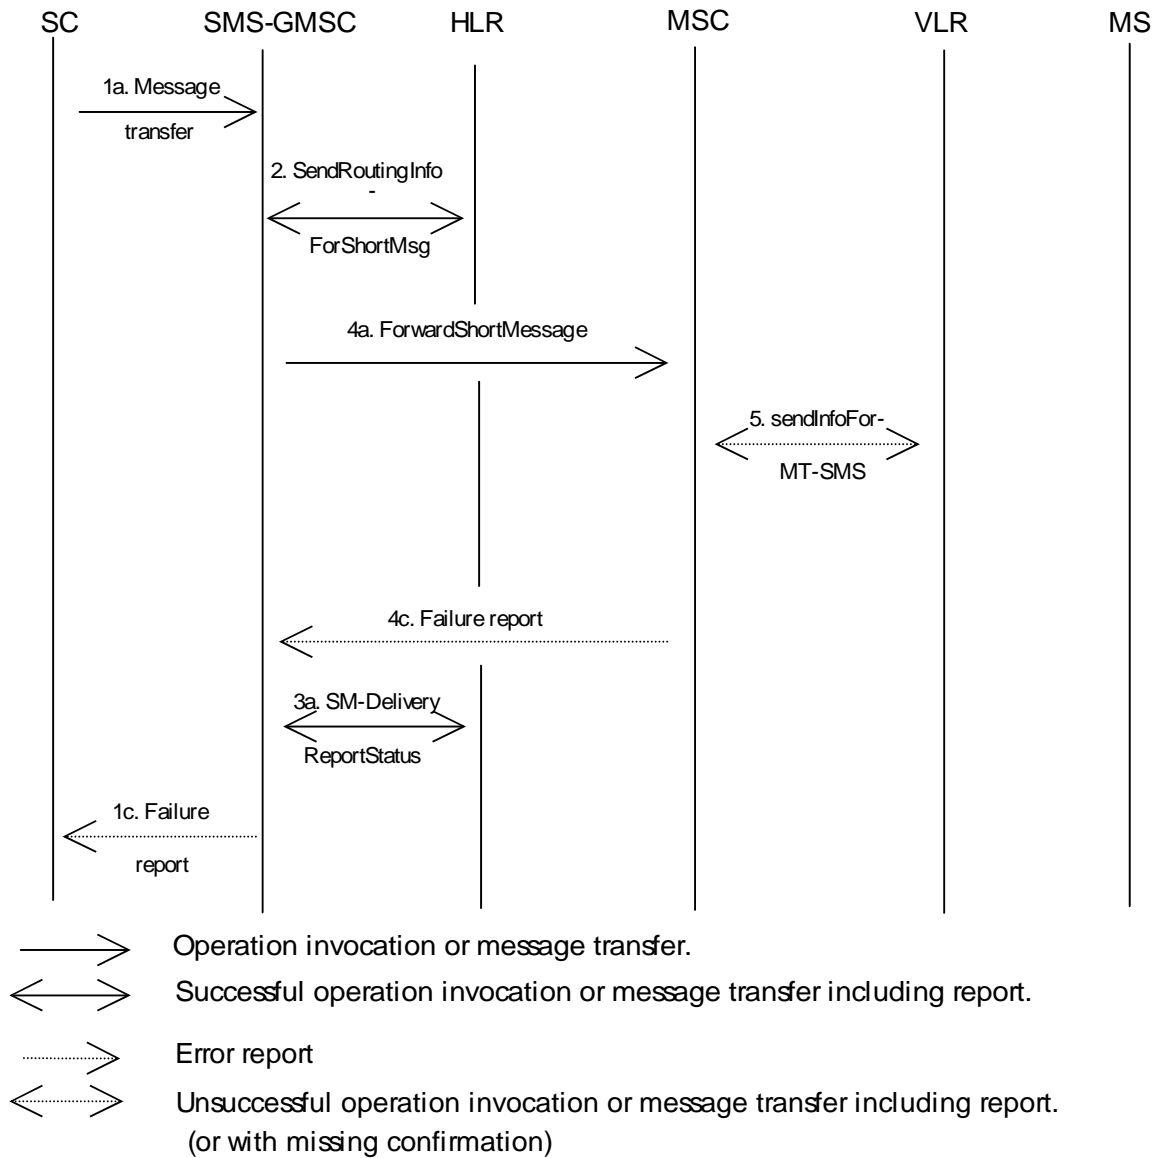 SC SMS-GMSC HLR MSC VLR MS
1a. Message
transfer
2. SendRoutingInfo
-
ForShortMsg
4a. ForwardShortMessage
5. sendInfoFor-
MT-SMS
4c. Failure report
3a. SM-Delivery
ReportStatus
1c. Failure
report
Operation invocation or message transfer.
Successful operation invocation or message transfer including report.
Error report
Unsuccessful operation invocation or message transfer including report.
(or with missing confirmation)